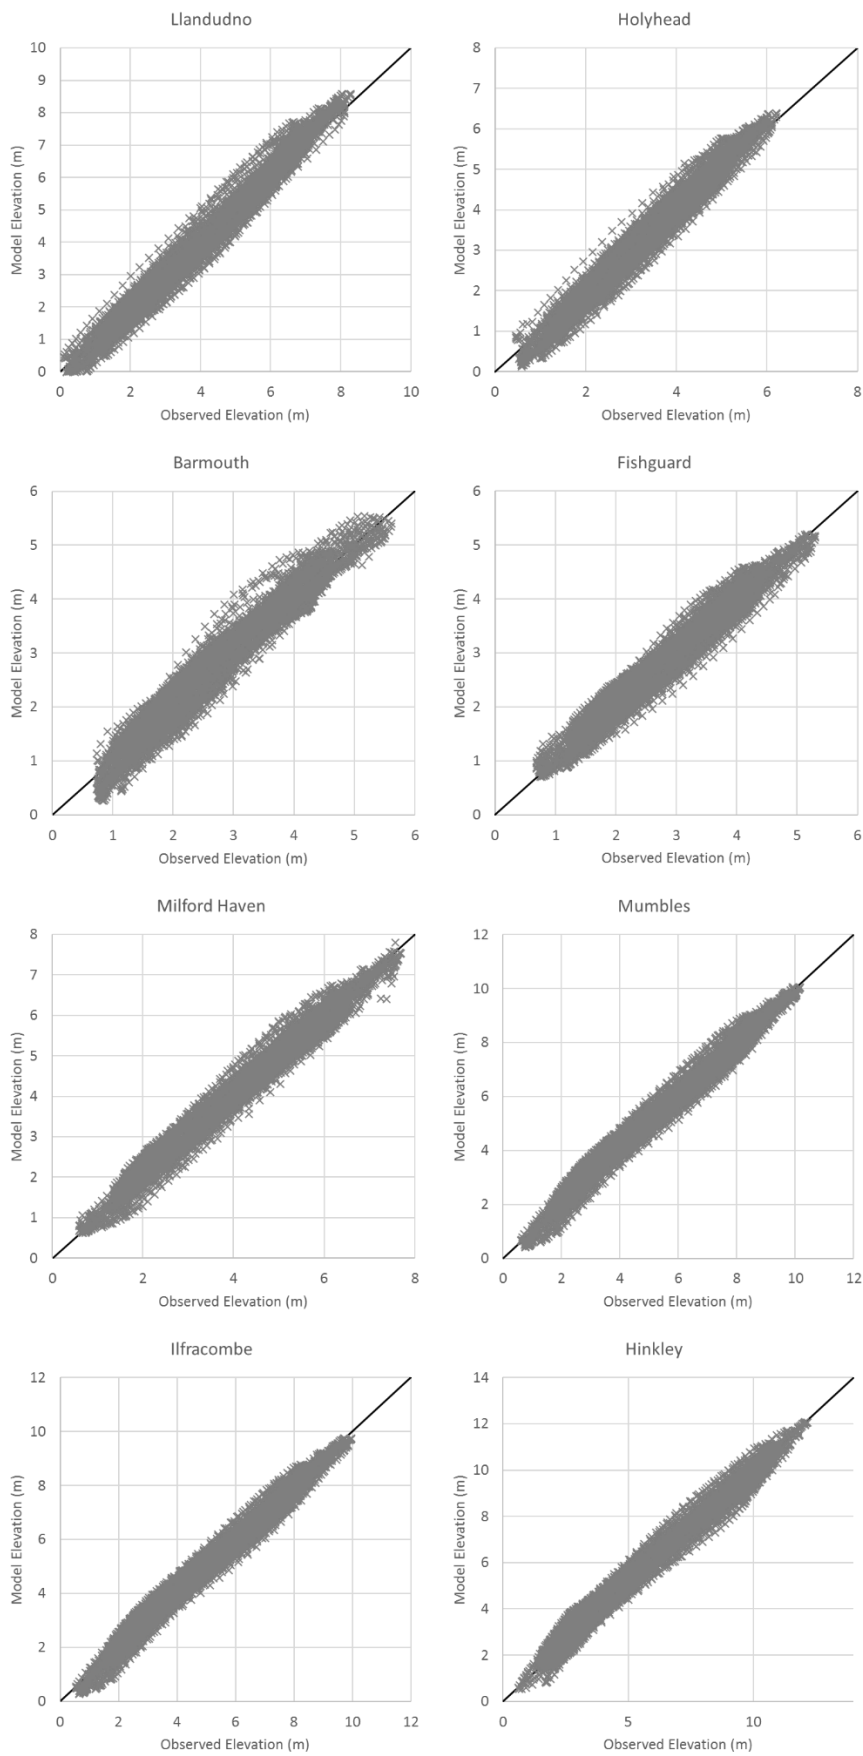 Llandudno
10
9
8
7
6
5
4
3
2
1
0
Model Elevation (m)
0 2 4 6 8 10
Observed Elevation (m)
Holyhead
8
7
6
5
4
3
2
1
0
Model Elevation (m)
0 2 4 6 8
Observed Elevation (m)
Barmouth
6
5
4
3
2
1
0
Model Elevation (m)
0 1 2 3 4 5 6
Observed Elevation (m)
Fishguard
6
5
4
3
2
1
0
Model Elevation (m)
0 1 2 3 4 5 6
Observed Elevation (m)
Milford Haven
8
7
6
5
4
3
2
1
0
Model Elevation (m)
0 2 4 6 8
Observed Elevation (m)
Mumbles
12
10
8
6
4
2
0
Model Elevation (m)
0 2 4 6 8 10 12
Observed Elevation (m)
Ilfracombe
12
10
8
6
4
2
0
Model Elevation (m)
0 2 4 6 8 10 12
Observed Elevation (m)
Hinkley
14
12
10
8
6
4
2
0
Model Elevation (m)
0 5 10
Observed Elevation (m)